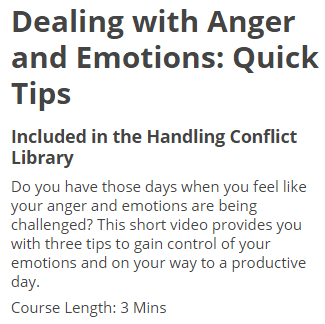 Dealing with Anger
and Emotions: Quick
Tips
Included in the Handling Conflict
Library
Do you have those days when you feel like
your anger and emotions are being
challenged? This short video provides you
with three tips to gain control of your
emotions and on your way to a productive
day.
Course Length: 3 Mins